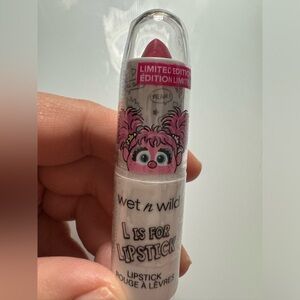 LIMITED EDITION
ÉDITION LIMITÉE
wet n wild
L IS FOR
LIPSTICK
LIPSTICK
ROUGE À LÈVRES